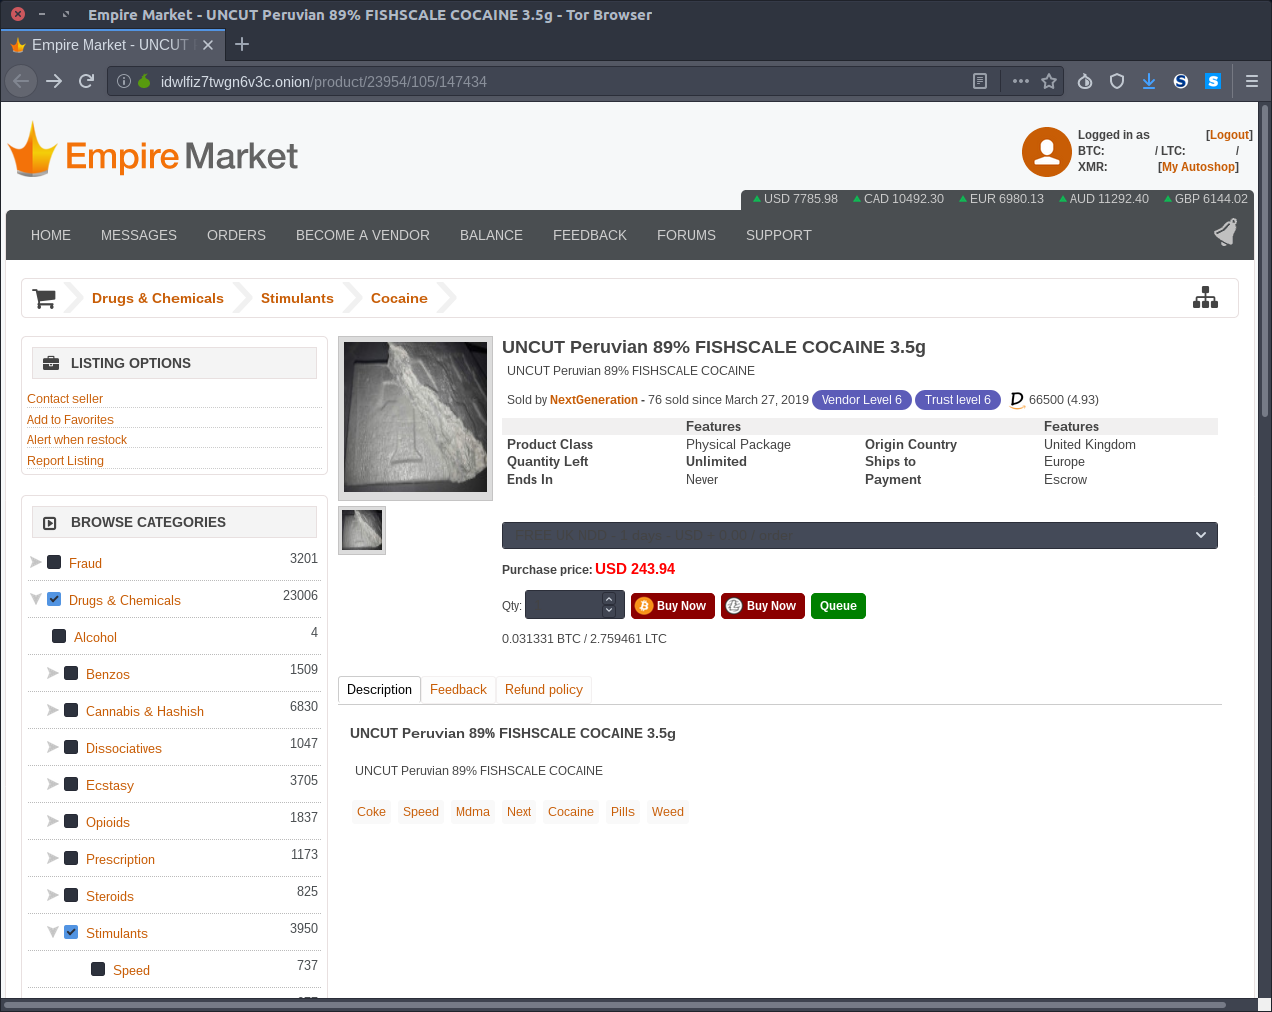 Empire Market - UNCUT Peruvian 89% FISHSCALE COCAINE 3.5g - Tor Browser
Empire Market - UNCUT
idwlfiz7twgn6v3c.onion/product/23954/105/147434
Empire Market
Logged in as [Logout]
BTC: / LTC: /
XMR: [My Autoshop]
USD 7785.98 CAD 10492.30 EUR 6980.13 AUD 11292.40 GBP 6144.02
HOME MESSAGES ORDERS BECOME A VENDOR BALANCE FEEDBACK FORUMS SUPPORT
Drugs & Chemicals Stimulants Cocaine
LISTING OPTIONS
Contact seller
Add to Favorites
Alert when restock
Report Listing
BROWSE CATEGORIES
Fraud 3201
Drugs & Chemicals 23006
Alcohol 4
Benzos 1509
Cannabis & Hashish 6830
Dissociatives 1047
Ecstasy 3705
Opioids 1837
Prescription 1173
Steroids 825
Stimulants 3950
Speed 737
UNCUT Peruvian 89% FISHSCALE COCAINE 3.5g
UNCUT Peruvian 89% FISHSCALE COCAINE
Sold by NextGeneration - 76 sold since March 27, 2019 Vendor Level 6 Trust level 6 D 66500 (4.93)
Features Features
Product Class Physical Package Origin Country United Kingdom
Quantity Left Unlimited Ships to Europe
Ends In Never Payment Escrow
FREE UK NDD - 1 days - USD + 0.00 / order
Purchase price: USD 243.94
Qty: Buy Now Buy Now Queue
0.031331 BTC / 2.759461 LTC
Description Feedback Refund policy
UNCUT Peruvian 89% FISHSCALE COCAINE 3.5g
UNCUT Peruvian 89% FISHSCALE COCAINE
Coke Speed Mdma Next Cocaine Pills Weed